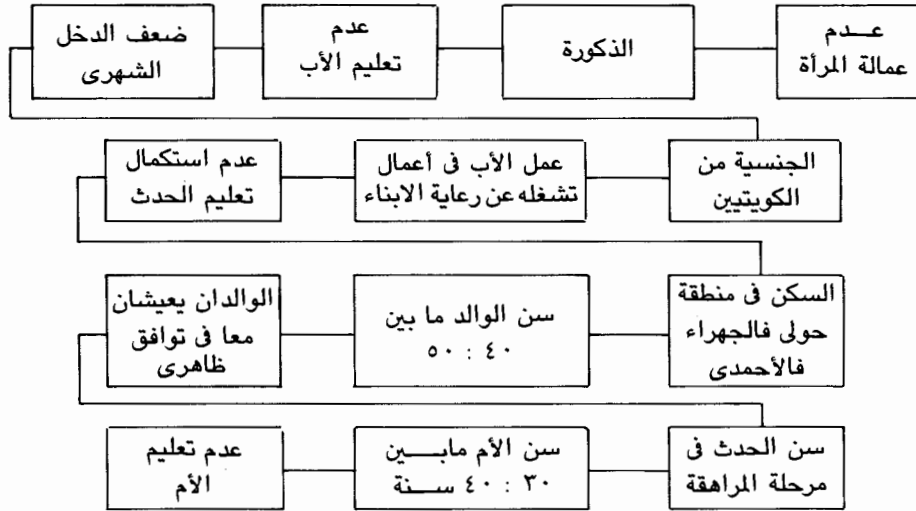 عــدم
عمالة المرأة
الذكورة
عدم
تعليم الأب
ضعف الدخل
الشهرى
الجنسية من
الكويتيين
عمل الأب فى أعمال
تشغله عن رعاية الابناء
عدم استكمال
تعليم الحدث
السكن فى منطقة
حولى فالجهراء
فالأحمدى
سن الوالد ما بين
٤٠ : ٥٠
الوالدان يعيشان
معا فى توافق
ظاهرى
سن الحدث فى
مرحلة المراهقة
سن الأم مابــــين
٣٠ : ٤٠ ســـنة
عدم تعليم
الأم